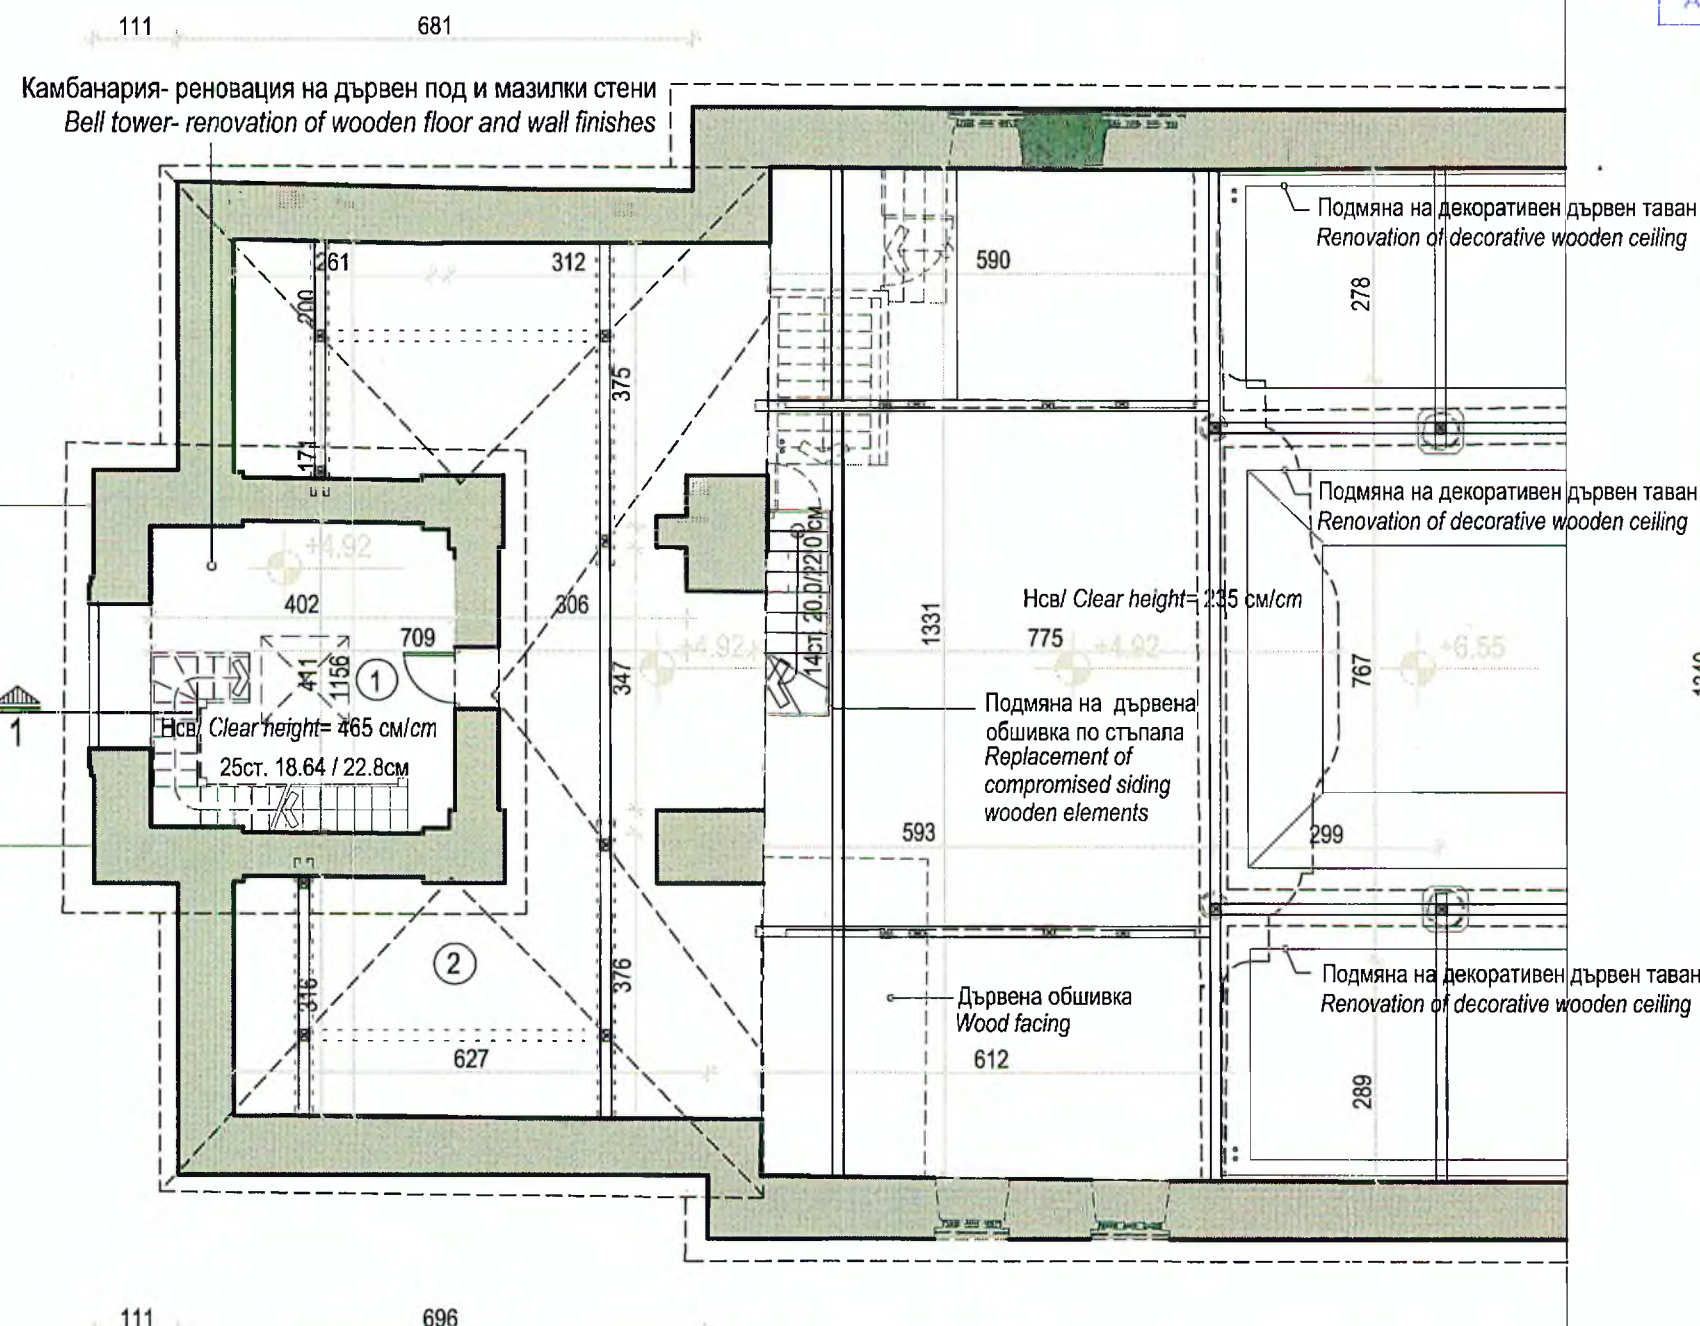 111
681
Камбанария- реновация на дървен под и мазилки стени
Bell tower- renovation of wooden floor and wall finishes
Подмяна на декоративен дървен таван
Renovation of decorative wooden ceiling
261
312
590
200
278
375
171
Подмяна на декоративен дървен таван
Renovation of decorative wooden ceiling
+4.92
14ст. 20.0/22.0 см
402
306
Нсв/ Clear height= 235 см/cm
709
1331
775
+4.92
+4.92
+6.55
411
1156
1
347
767
1
Нсв/ Clear height= 465 см/cm
25ст. 18.64 / 22.8см
Подмяна на дървена
обшивка по стъпала
Replacement of
compromised siding
wooden elements
593
299
2
316
376
Дървена обшивка
Wood facing
Подмяна на декоративен дървен таван
Renovation of decorative wooden ceiling
627
612
289
111
696